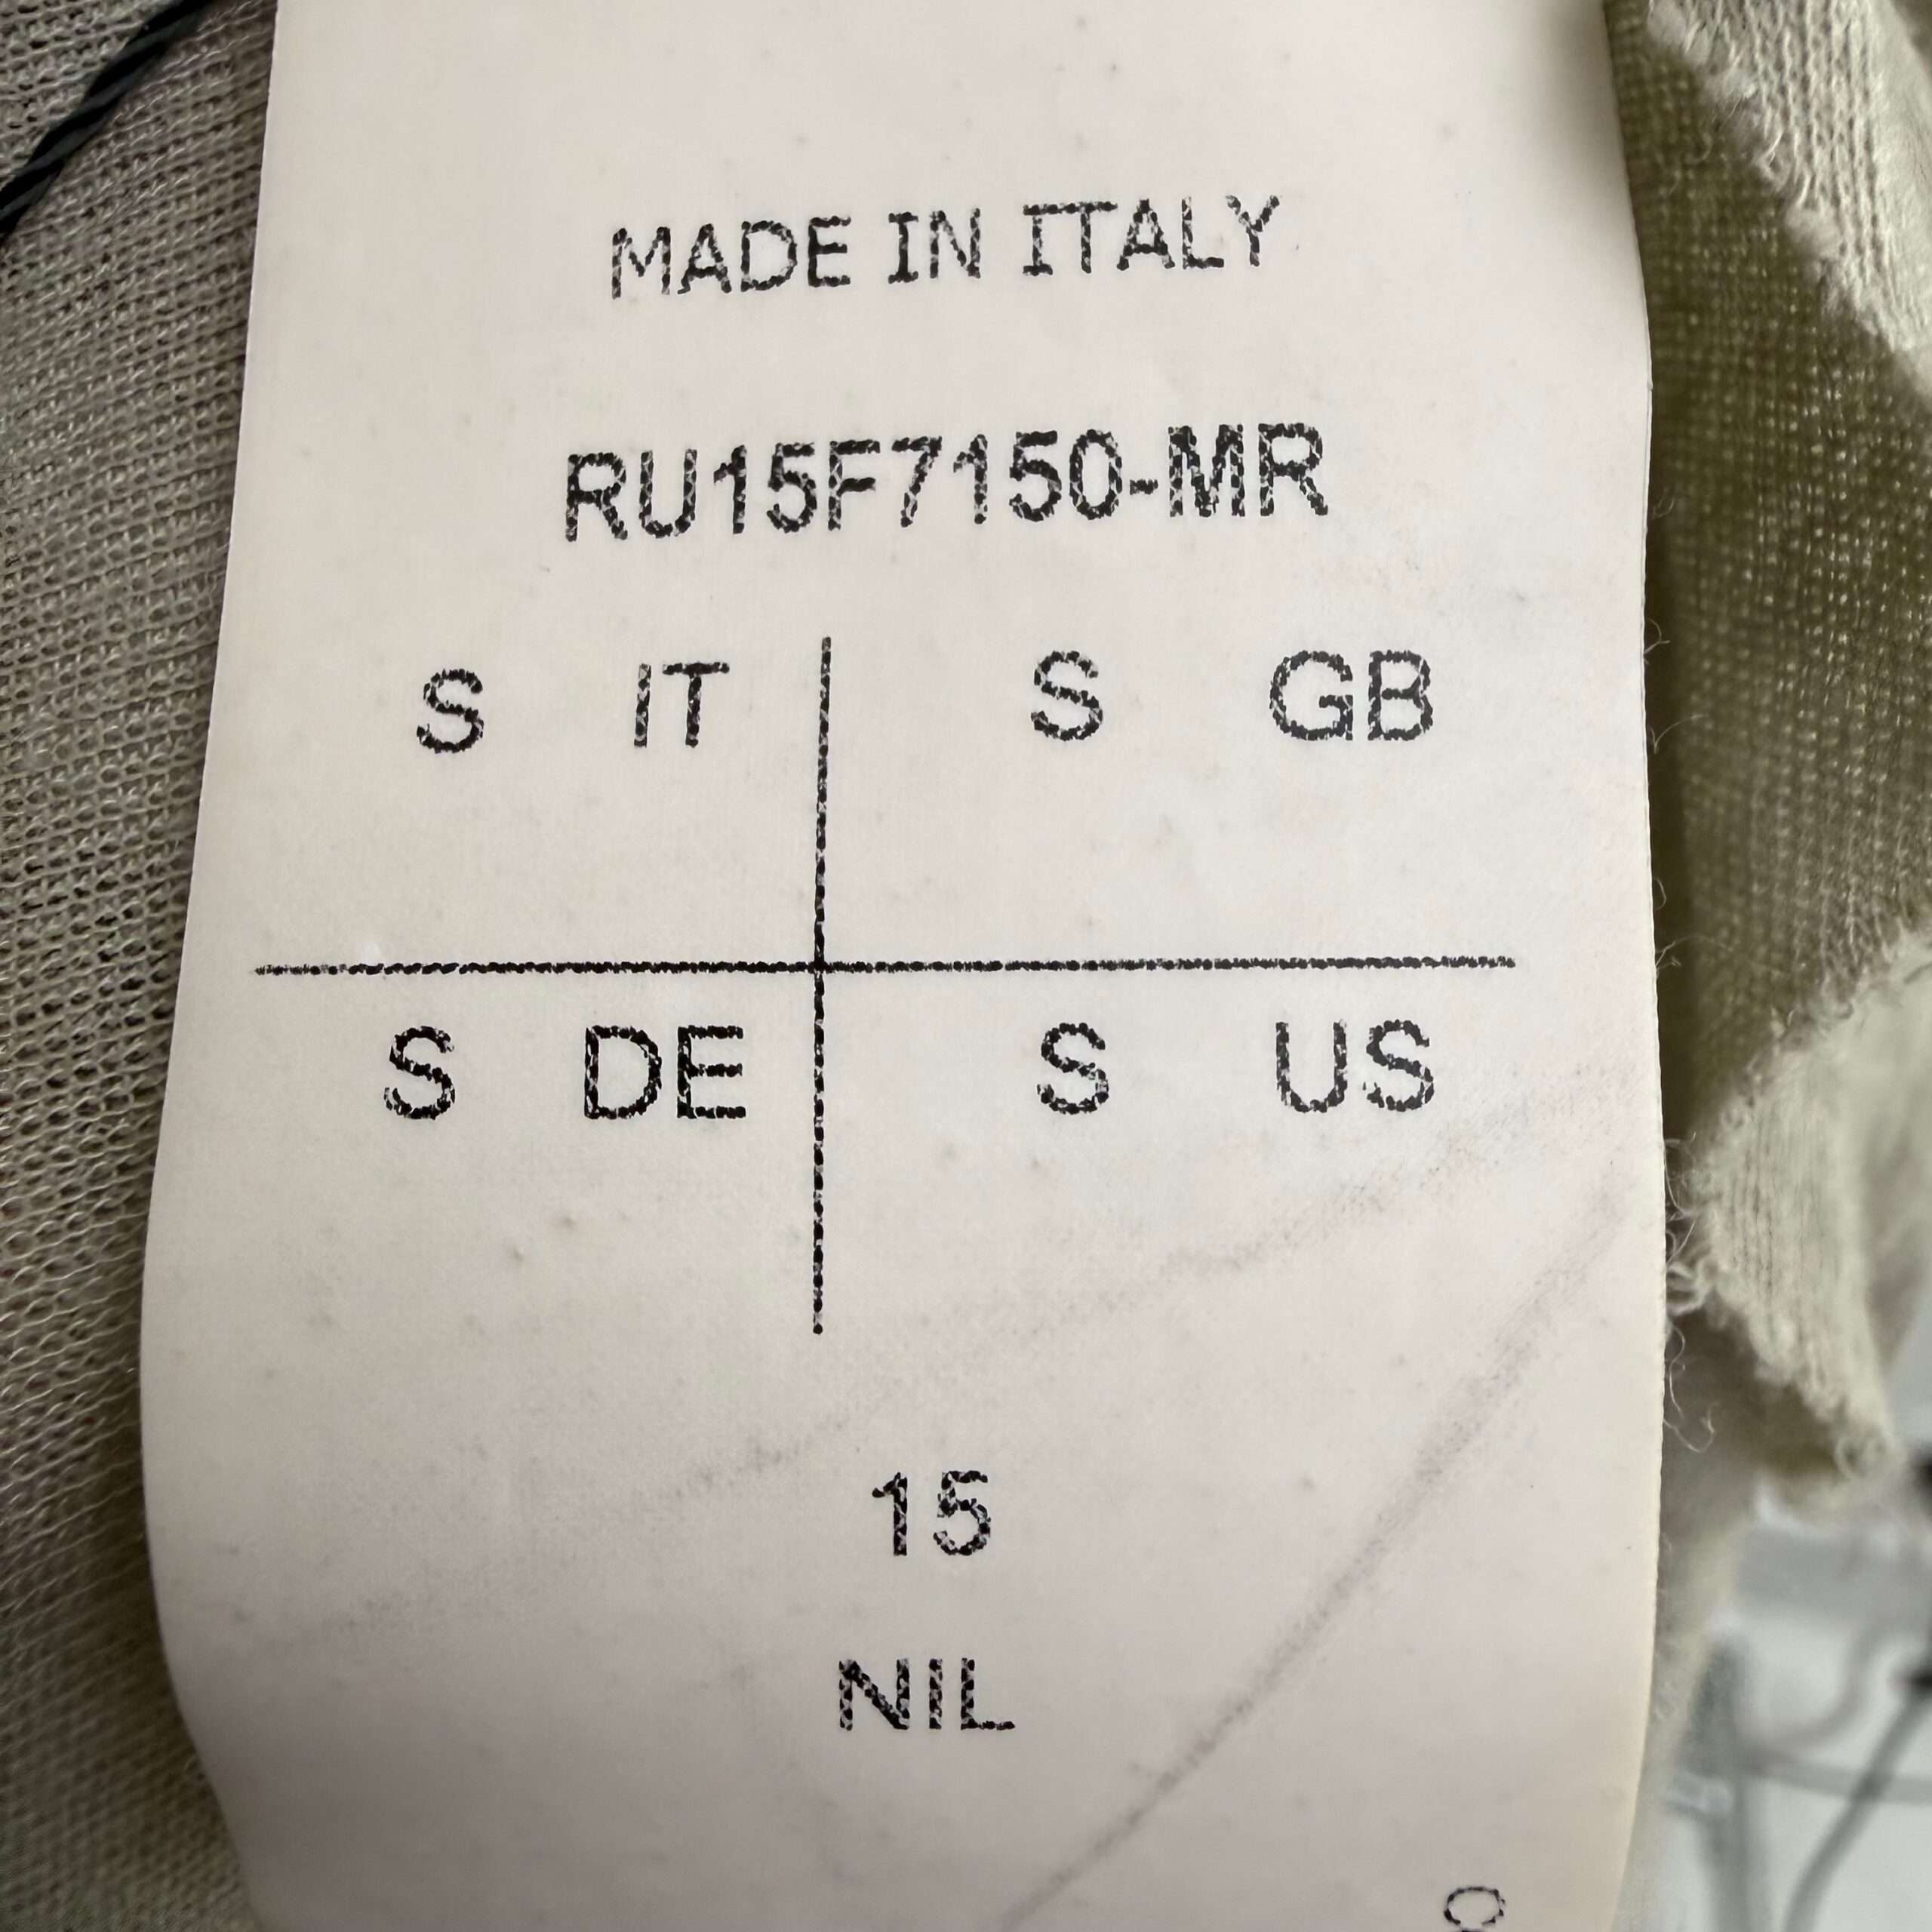 MADE IN ITALY
RU15F7150-MR
S IT S GB
S DE S US
15
NIL